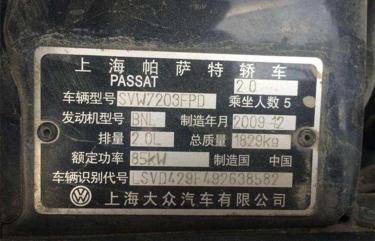 上海帕萨特轿车
PASSAT 2.0
车辆型号 SVW7203FPD 乘坐人数 5
发动机型号 BNL 制造年月 2009.12
排量 2.0L 总质量 1829kg
额定功率 85kW 制造国 中国
车辆识别代号 LSVD429F492638582
上海大众汽车有限公司